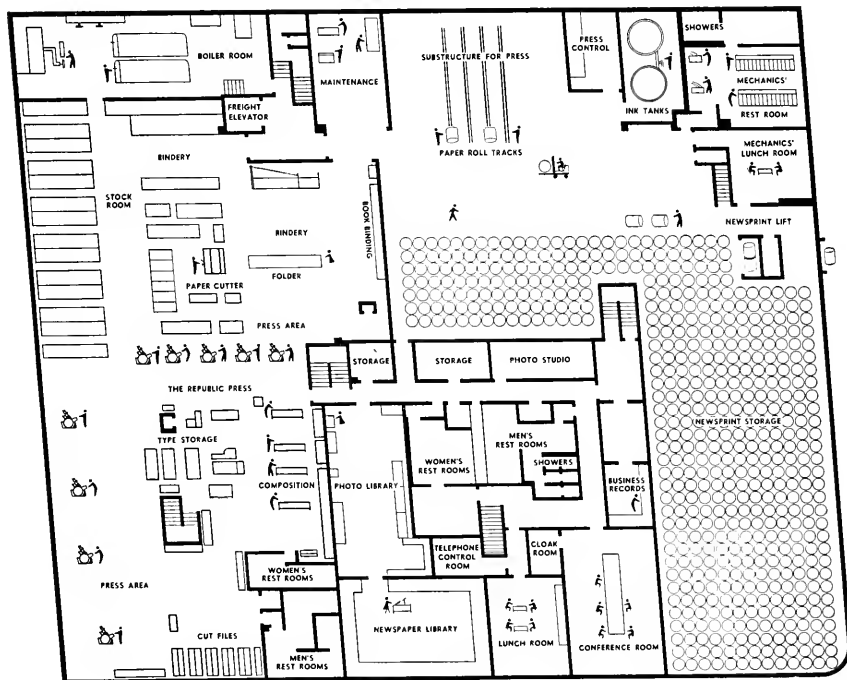 SHOWERS
PRESS
CONTROL
BOILER ROOM
SUBSTRUCTURE FOR PRESS
MAINTENANCE
MECHANICS'
REST ROOM
FREIGHT
ELEVATOR
INK TANKS
PAPER ROLL TRACKS
MECHANICS'
LUNCH ROOM
BINDERY
STOCK
ROOM
BOOK BINDING
NEWSPRINT LIFT
BINDERY
FOLDER
PAPER CUTTER
PRESS AREA
STORAGE
STORAGE
PHOTO STUDIO
THE REPUBLIC PRESS
NEWSPRINT STORAGE
TYPE STORAGE
WOMEN'S
REST ROOMS
MEN'S
REST ROOMS
SHOWERS
COMPOSITION
PHOTO LIBRARY
BUSINESS
RECORDS
TELEPHONE
CONTROL
ROOM
CLOAK
ROOM
WOMEN'S
REST ROOMS
PRESS AREA
NEWSPAPER LIBRARY
CUT FILES
LUNCH ROOM
CONFERENCE ROOM
MEN'S
REST ROOMS